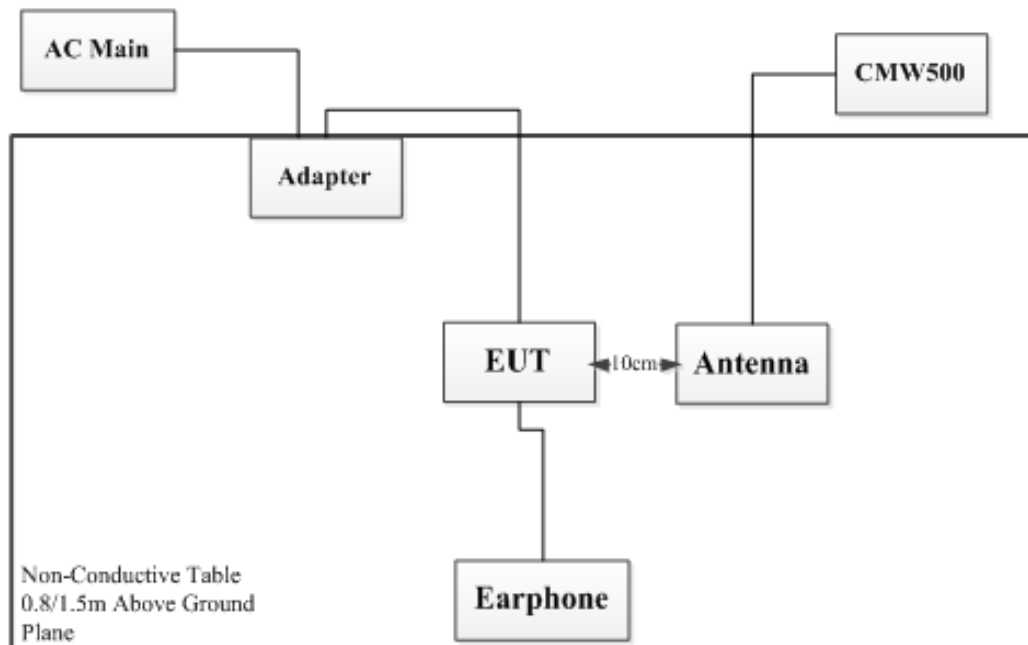 AC Main
CMW500
Adapter
EUT
10cm
Antenna
Earphone
Non-Conductive Table
0.8/1.5m Above Ground
Plane